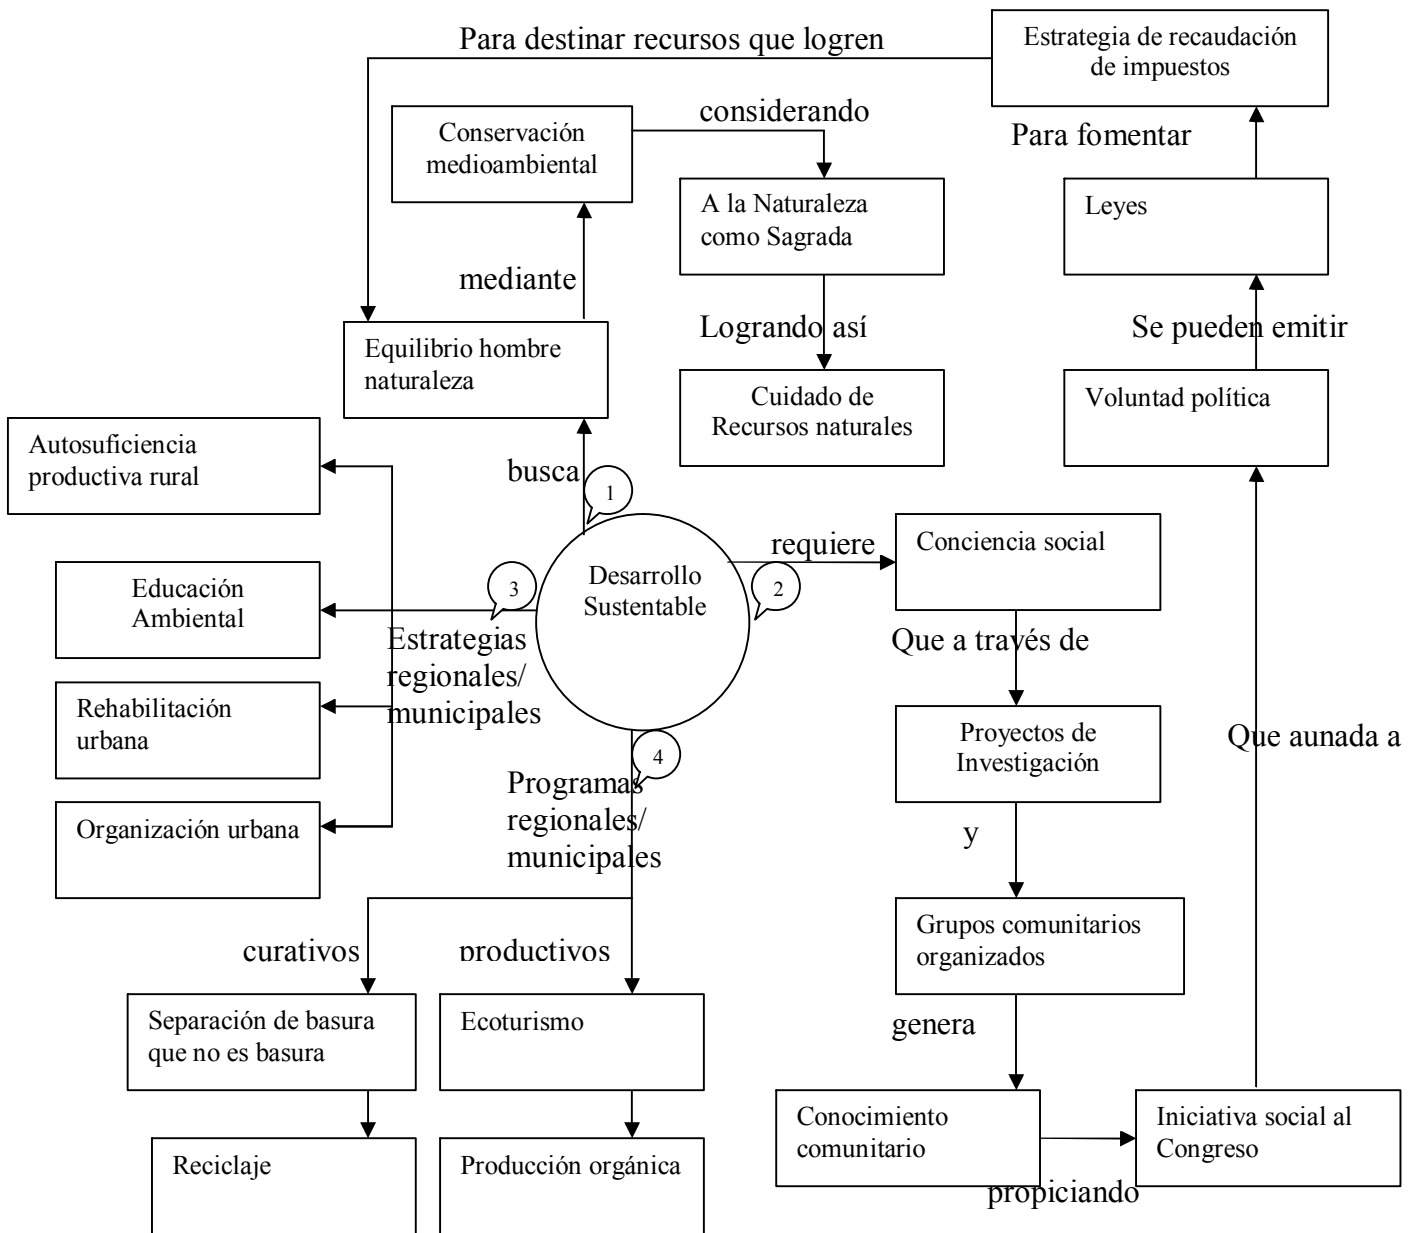 Para destinar recursos que logren
Estrategia de recaudación
de impuestos
considerando
Conservación
medioambiental
Para fomentar
A la Naturaleza
como Sagrada
Leyes
mediante
Logrando así
Se pueden emitir
Equilibrio hombre
naturaleza
Cuidado de
Recursos naturales
Voluntad política
Autosuficiencia
productiva rural
busca
1
requiere
Conciencia social
Desarrollo
Sustentable
2
3
Educación
Ambiental
Estrategias
regionales/
municipales
Que a través de
Rehabilitación
urbana
Proyectos de
Investigación
Que aunada a
4
Programas
regionales/
municipales
Organización urbana
y
Grupos comunitarios
organizados
curativos
productivos
Separación de basura
que no es basura
Ecoturismo
genera
Conocimiento
comunitario
Iniciativa social al
Congreso
propiciando
Reciclaje
Producción orgánica